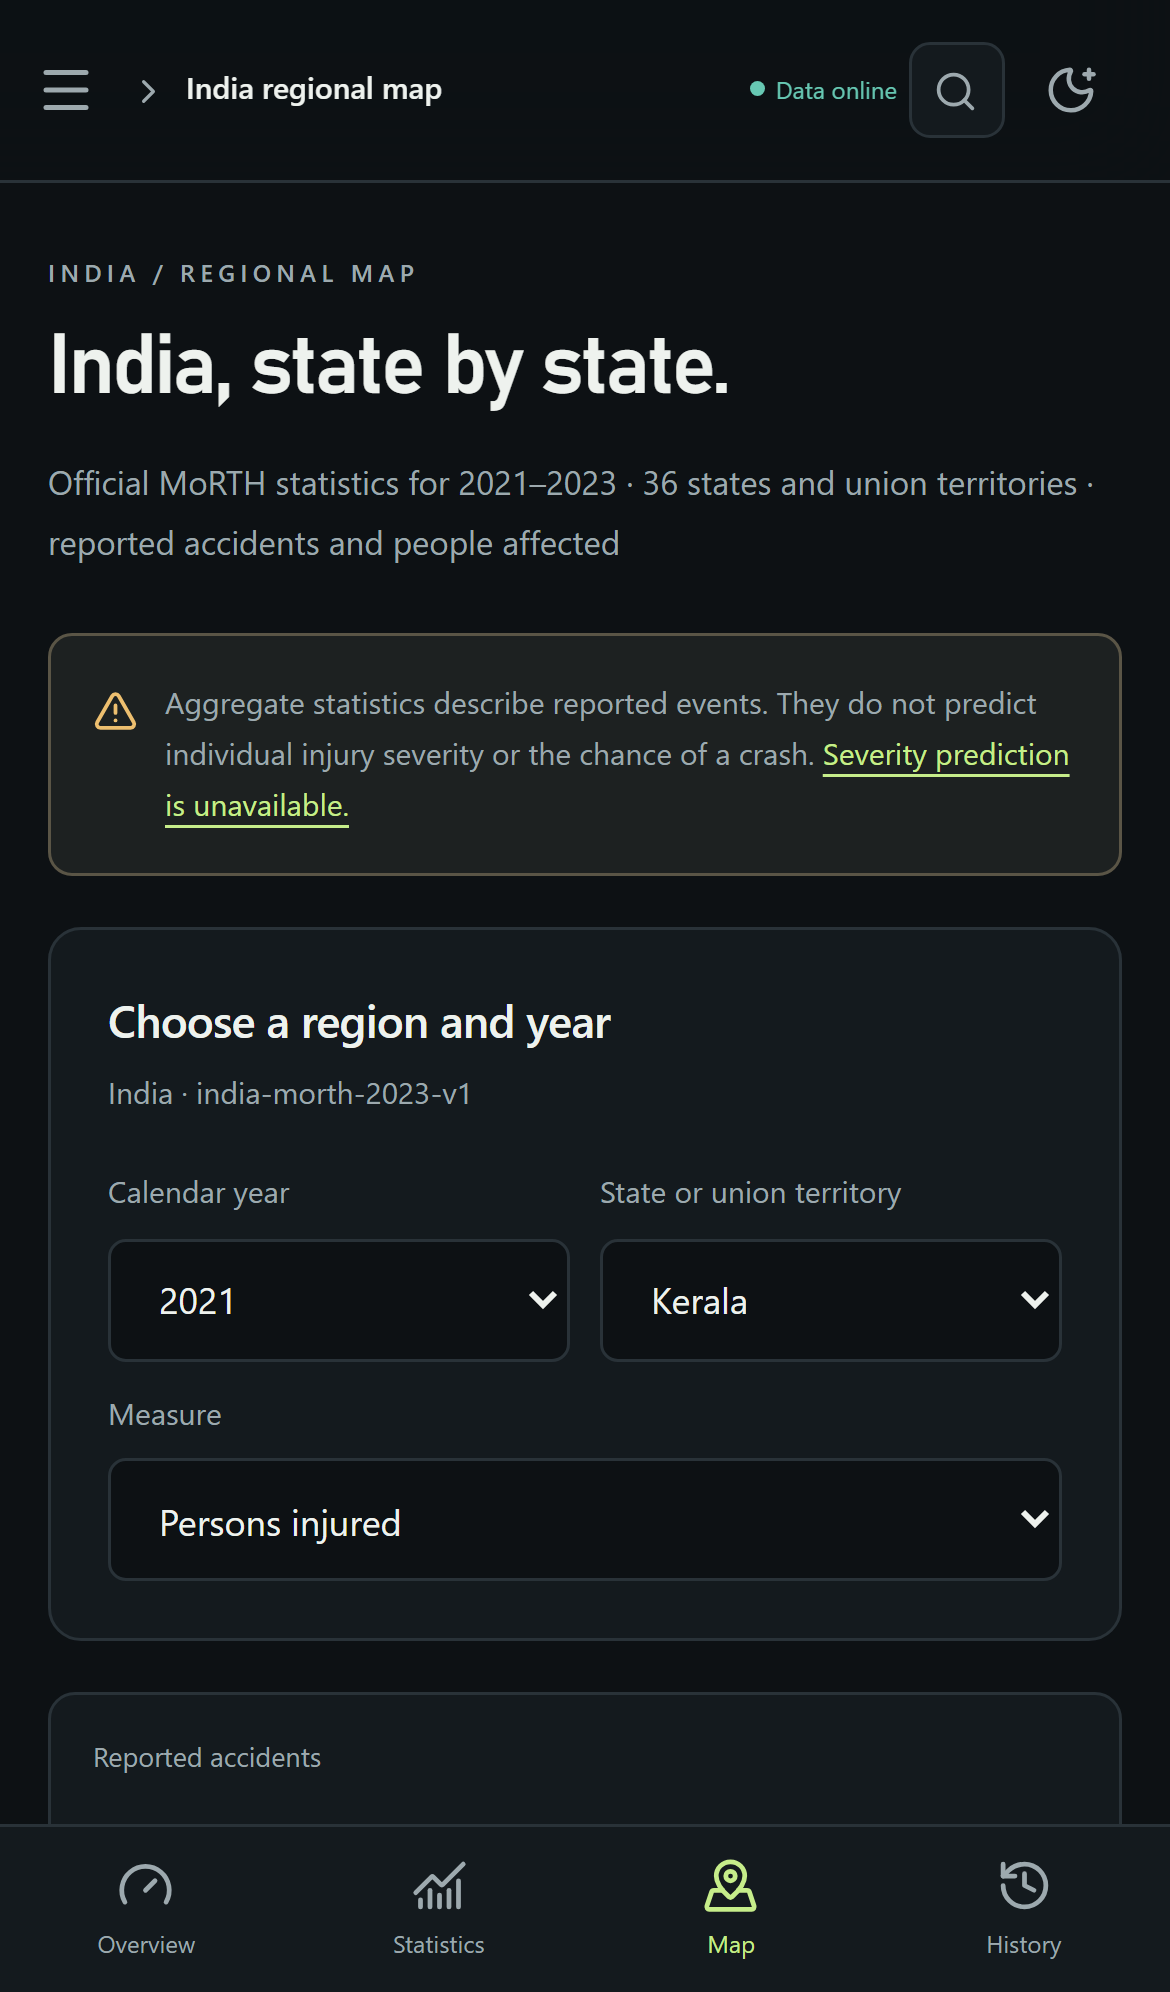 India regional map
Data online
INDIA / REGIONAL MAP
India, state by state.
Official MoRTH statistics for 2021–2023 · 36 states and union territories ·
reported accidents and people affected
Aggregate statistics describe reported events. They do not predict
individual injury severity or the chance of a crash. Severity prediction
is unavailable.
Choose a region and year
India · india-morth-2023-v1
Calendar year
State or union territory
2021
Kerala
Measure
Persons injured
Reported accidents
Overview
Statistics
Map
History